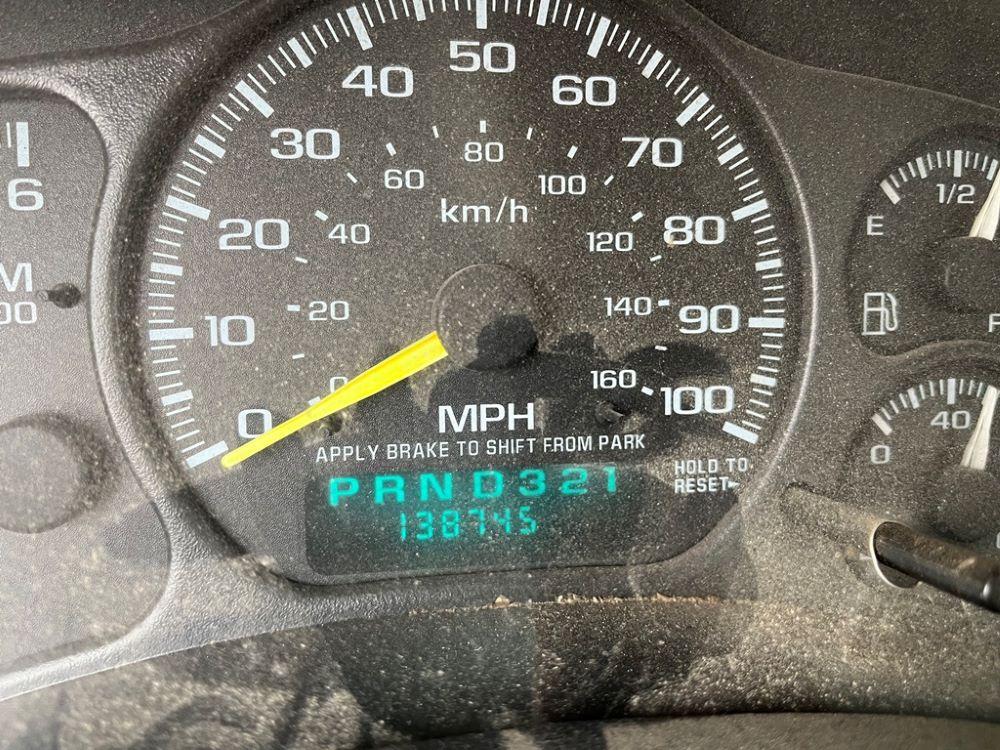 50
40 60
30 70
80
60 100
km/h
20 40 120 80
10 20 140 90
0 0 160 100
MPH
APPLY BRAKE TO SHIFT FROM PARK
PRND321
138745
HOLD TO
RESET
6
M
00
1/2
E
F
40
0